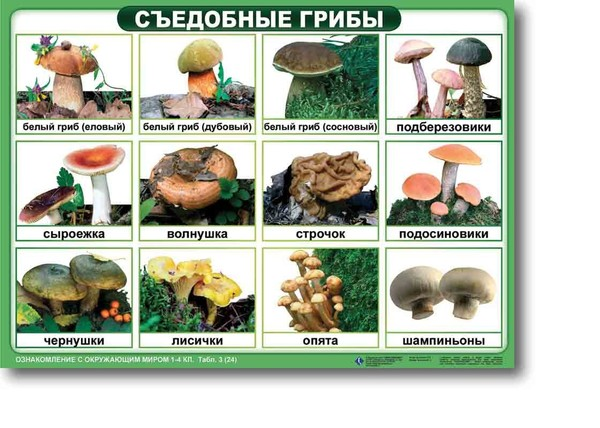 СЪЕДОБНЫЕ ГРИБЫ
белый гриб (еловый)
белый гриб (дубовый)
белый гриб (сосновый)
подберезовики
сыроежка
волнушка
строчок
подосиновики
чернушки
лисички
опята
шампиньоны
ОЗНАКОМЛЕНИЕ С ОКРУЖАЮЩИМ МИРОМ 1-4 КЛ. Табл. 3 (24)